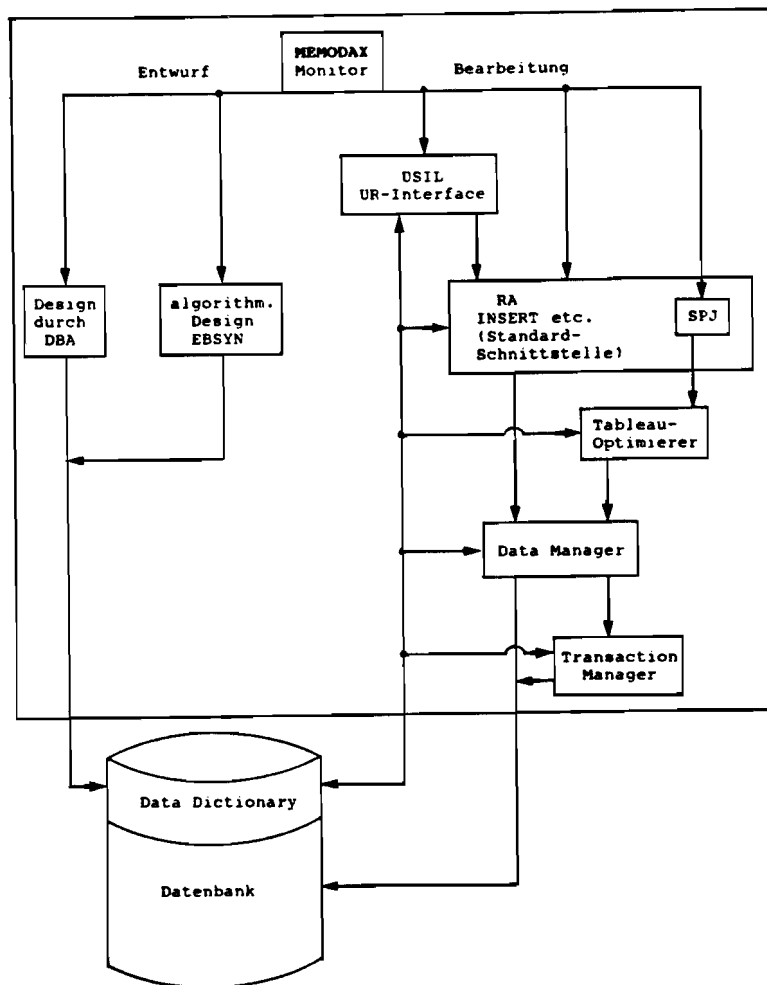 MEMODAX
Monitor
Entwurf
Bearbeitung
USIL
UR-Interface
Design
durch
DBA
algorithm.
Design
EBSYN
RA
INSERT etc.
(Standard-
Schnittstelle)
SPJ
Tableau-
Optimierer
Data Manager
Transaction
Manager
Data Dictionary
Datenbank